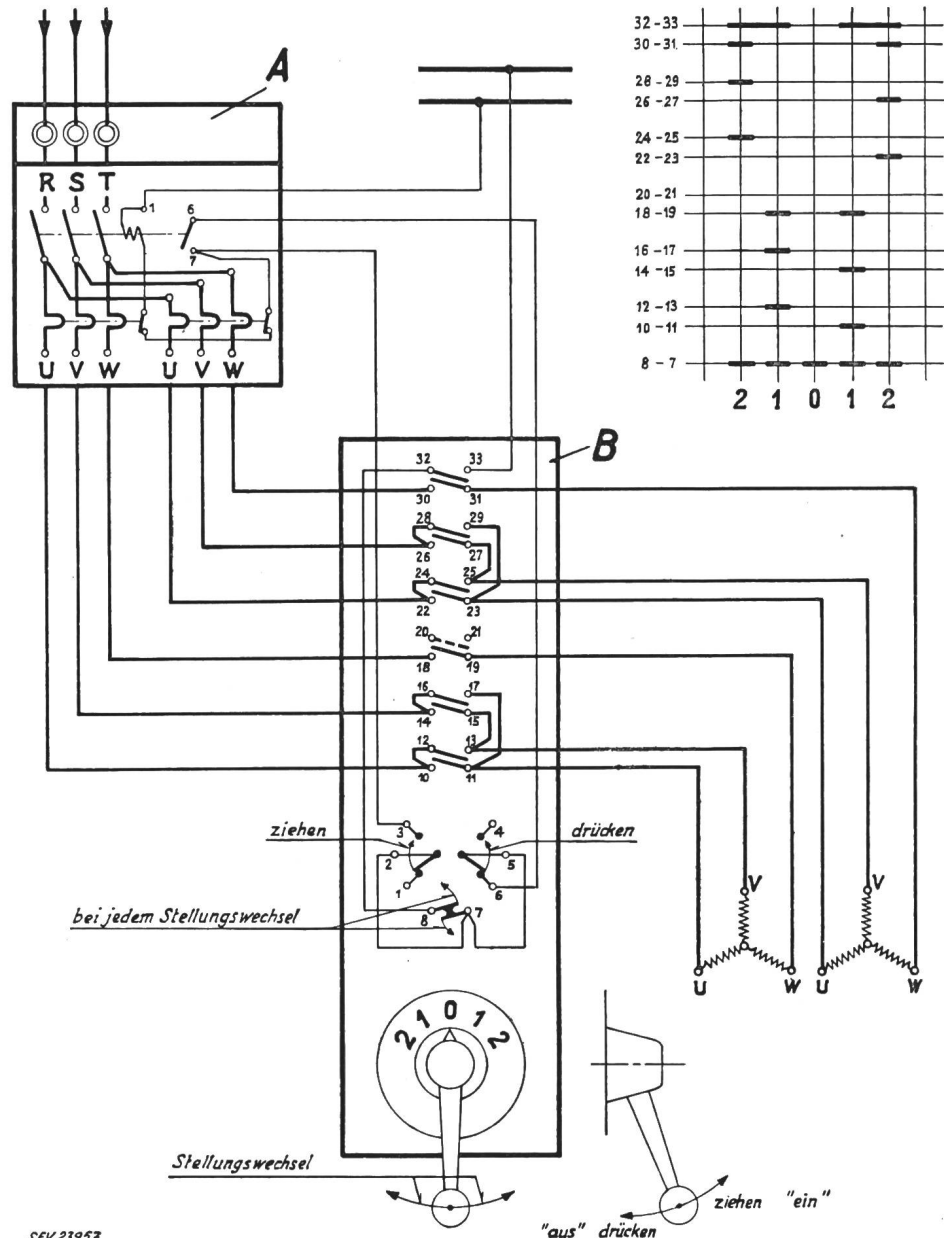 A
R S T
1
6
7
U V W U V W
32-33
30-31
28-29
26-27
24-25
22-23
20-21
18-19
16-17
14-15
12-13
10-11
8-7
2 1 0 1 2
B
32 33
30 31
28 29
26 27
24 25
22 23
20 21
18 19
16 17
14 15
12 13
10 11
ziehen
3 4
drücken
2 5
1 6
bei jedem Stellungswechsel
8 7
V V
U W U W
2 1 0 1 2
Stellungswechsel
ziehen "ein"
"aus" drücken
SEV 23953